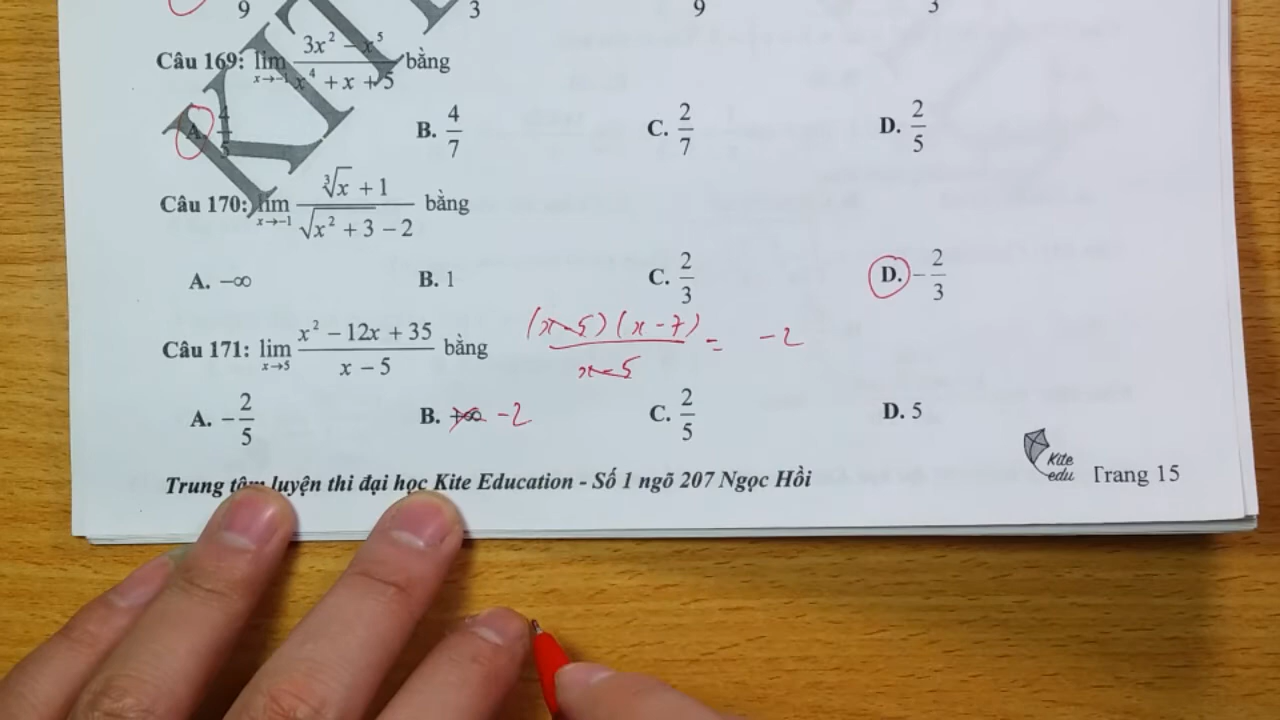 9 3 9 3
Câu 169: lim x→-1 (3x² - x⁵)/(x⁴ + x + 5) bằng
A. 4/5 B. 4/7 C. 2/7 D. 2/5
Câu 170: lim x→-1 (∛x + 1)/(√(x² + 3) - 2) bằng
A. -∞ B. 1 C. 2/3 D. -2/3
Câu 171: lim x→5 (x² - 12x + 35)/(x - 5) bằng (x-5)(x-7)/(x-5) = -2
A. -2/5 B. +∞ -2 C. 2/5 D. 5
Trung tâm luyện thi đại học Kite Education - Số 1 ngõ 207 Ngọc Hồi
Kite
edu
Trang 15